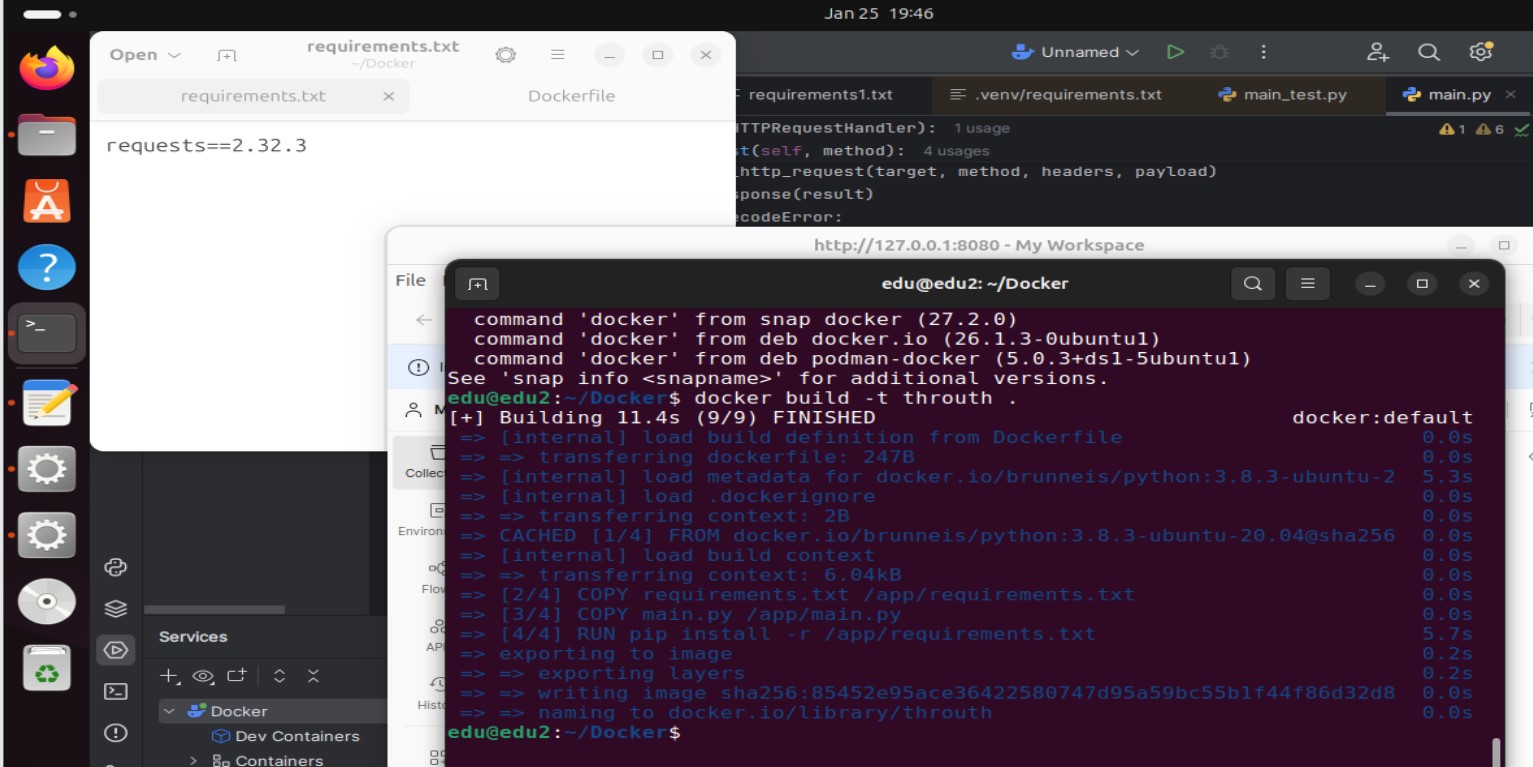 Jan 25 19:46
Open
requirements.txt
~/Docker
requirements.txt
Dockerfile
requests==2.32.3
Unnamed
requirements1.txt
.venv/requirements.txt
main_test.py
main.py
HTTPRequestHandler): 1 usage
1
6
st(self, method): 4 usages
_http_request(target, method, headers, payload)
sponse(result)
ecodeError:
http://127.0.0.1:8080 - My Workspace
File
Collec
Environ
Flow
API
Histo
edu@edu2: ~/Docker
command 'docker' from snap docker (27.2.0)
command 'docker' from deb docker.io (26.1.3-0ubuntu1)
command 'docker' from deb podman-docker (5.0.3+ds1-5ubuntu1)
See 'snap info <snapname>' for additional versions.
edu@edu2:~/Docker$ docker build -t throuth .
[+] Building 11.4s (9/9) FINISHED docker:default
=> [internal] load build definition from Dockerfile 0.0s
=> => transferring dockerfile: 247B 0.0s
=> [internal] load metadata for docker.io/brunneis/python:3.8.3-ubuntu-2 5.3s
=> [internal] load .dockerignore 0.0s
=> => transferring context: 2B 0.0s
=> CACHED [1/4] FROM docker.io/brunneis/python:3.8.3-ubuntu-20.04@sha256 0.0s
=> [internal] load build context 0.0s
=> => transferring context: 6.04kB 0.0s
=> [2/4] COPY requirements.txt /app/requirements.txt 0.0s
=> [3/4] COPY main.py /app/main.py 0.0s
=> [4/4] RUN pip install -r /app/requirements.txt 5.7s
=> exporting to image 0.2s
=> => exporting layers 0.2s
=> => writing image sha256:85452e95ace36422580747d95a59bc55b1f44f86d32d8 0.0s
=> => naming to docker.io/library/throuth 0.0s
edu@edu2:~/Docker$
Services
Docker
Dev Containers
Containers